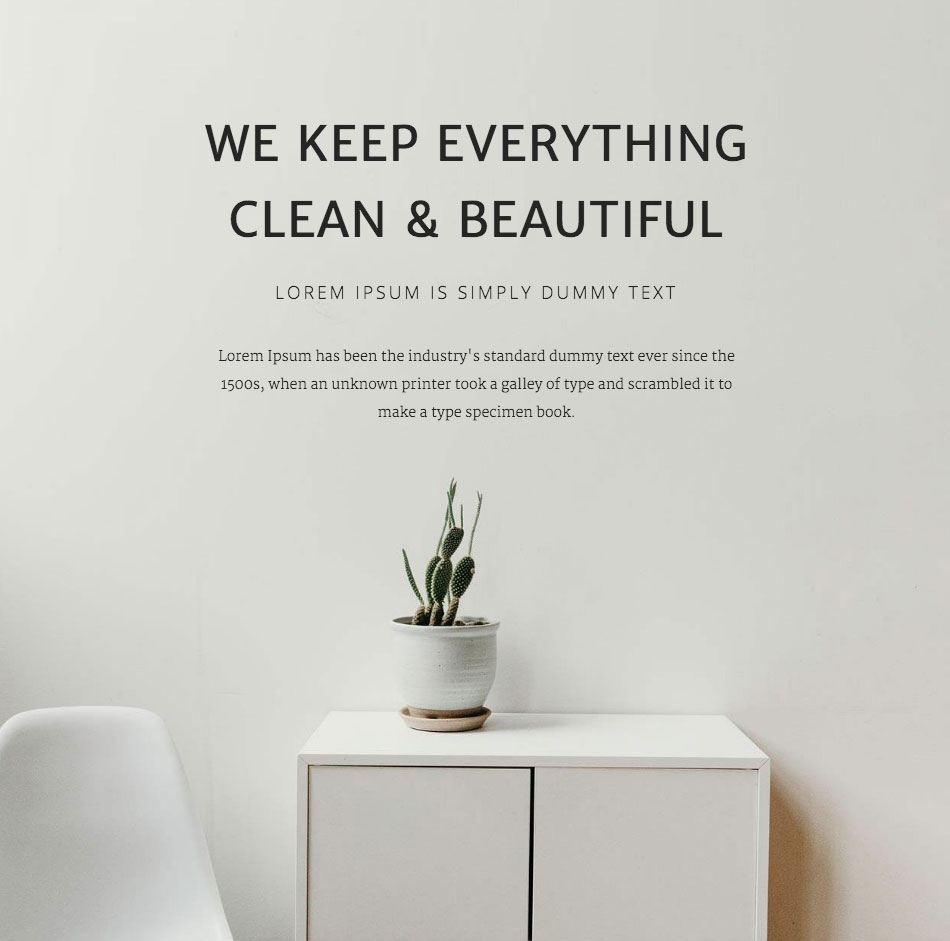 WE KEEP EVERYTHING
CLEAN & BEAUTIFUL
LOREM IPSUM IS SIMPLY DUMMY TEXT
Lorem Ipsum has been the industry's standard dummy text ever since the
1500s, when an unknown printer took a galley of type and scrambled it to
make a type specimen book.